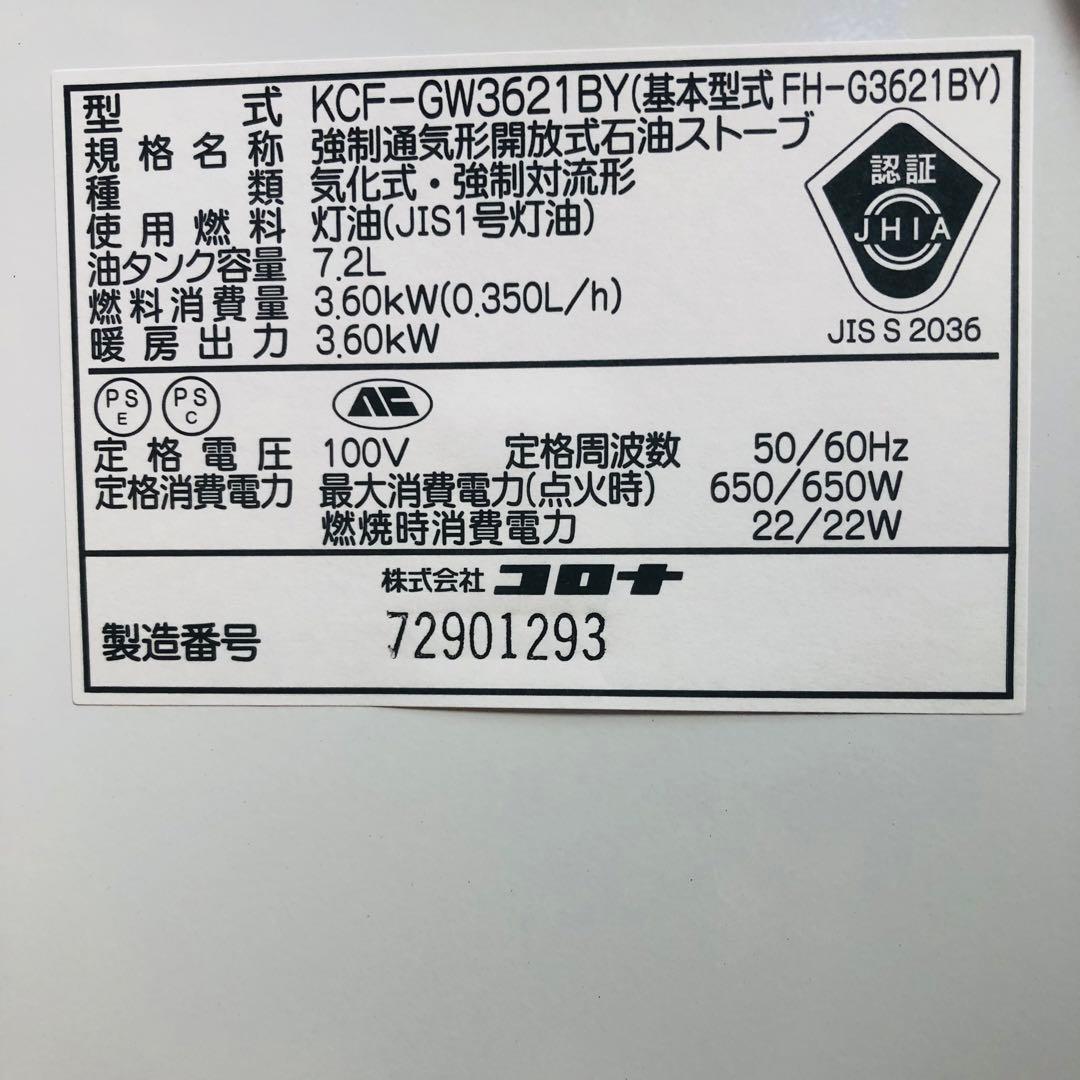 型式 KCF-GW3621BY(基本型式 FH-G3621BY)
規格名称 強制通気形開放式石油ストーブ
種類 気化式・強制対流形
使用燃料 灯油(JIS1号灯油)
油タンク容量 7.2L
燃料消費量 3.60kW(0.350L/h)
暖房出力 3.60kW
認証
JHIA
JIS S 2036
PS E PS C
定格電圧 100V 定格周波数 50/60Hz
定格消費電力 最大消費電力(点火時) 650/650W
燃焼時消費電力 22/22W
株式会社 コロナ
製造番号 72901293